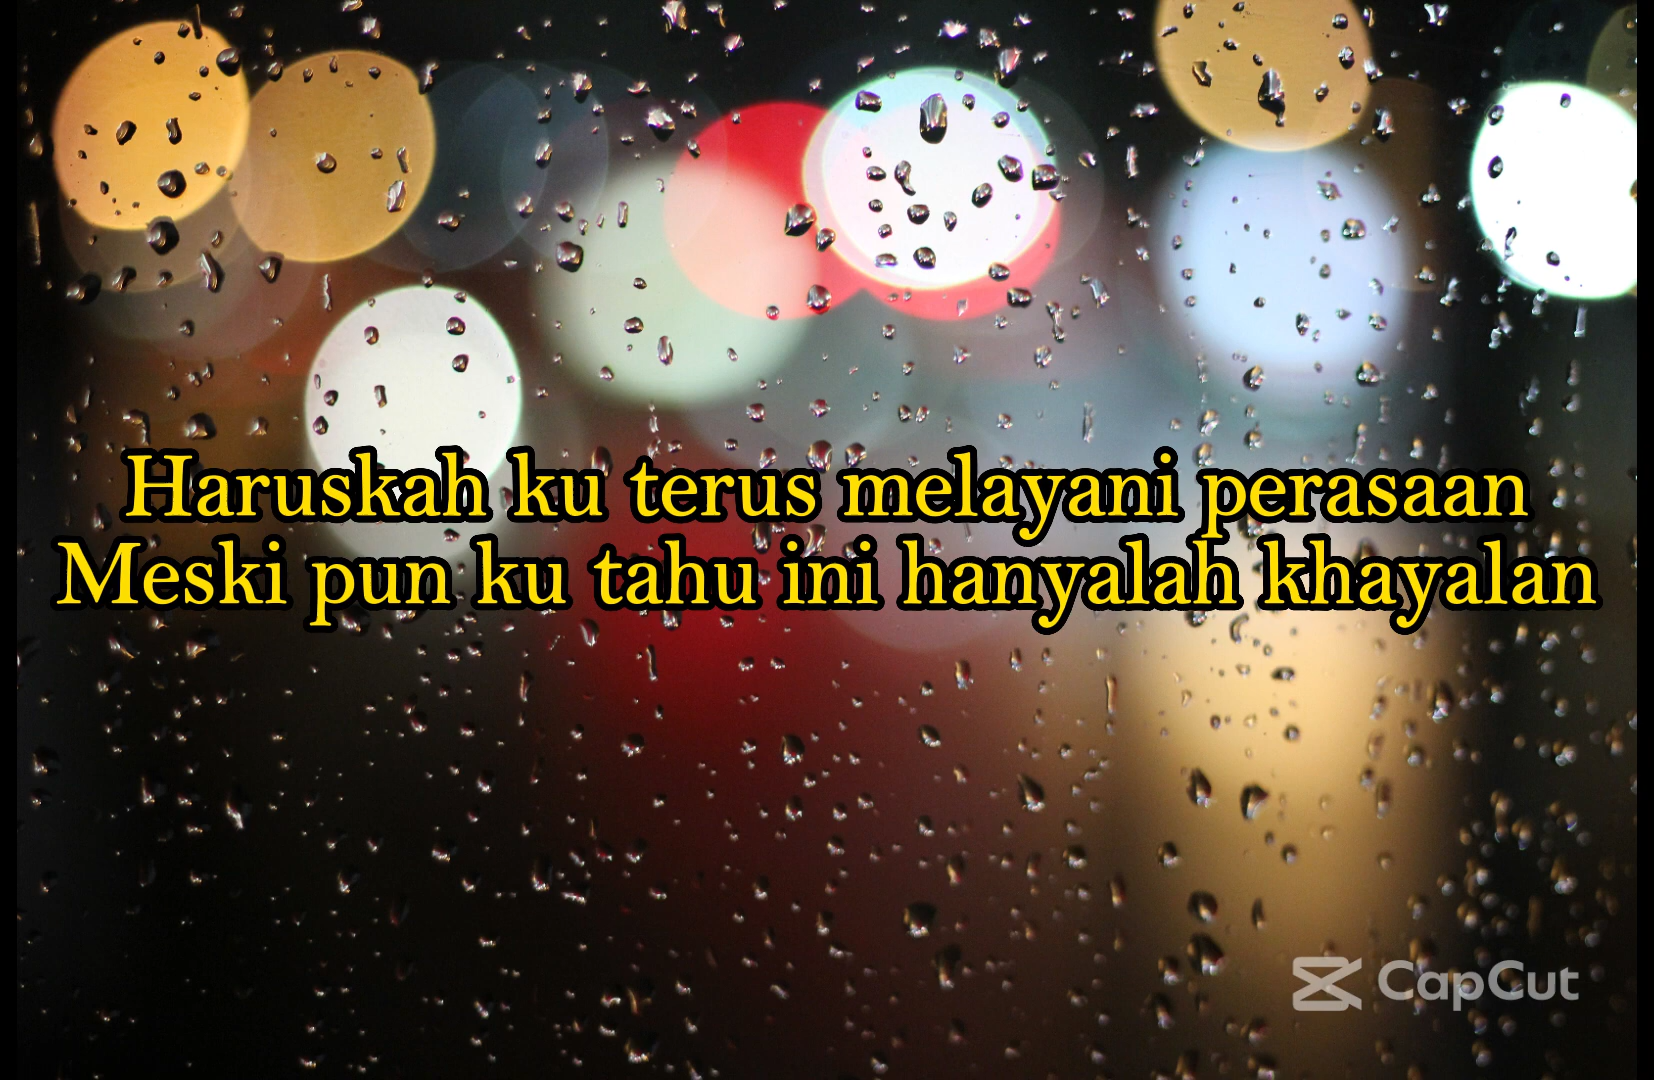 Haruskah ku terus melayani perasaan
Meski pun ku tahu ini hanyalah khayalan
CapCut